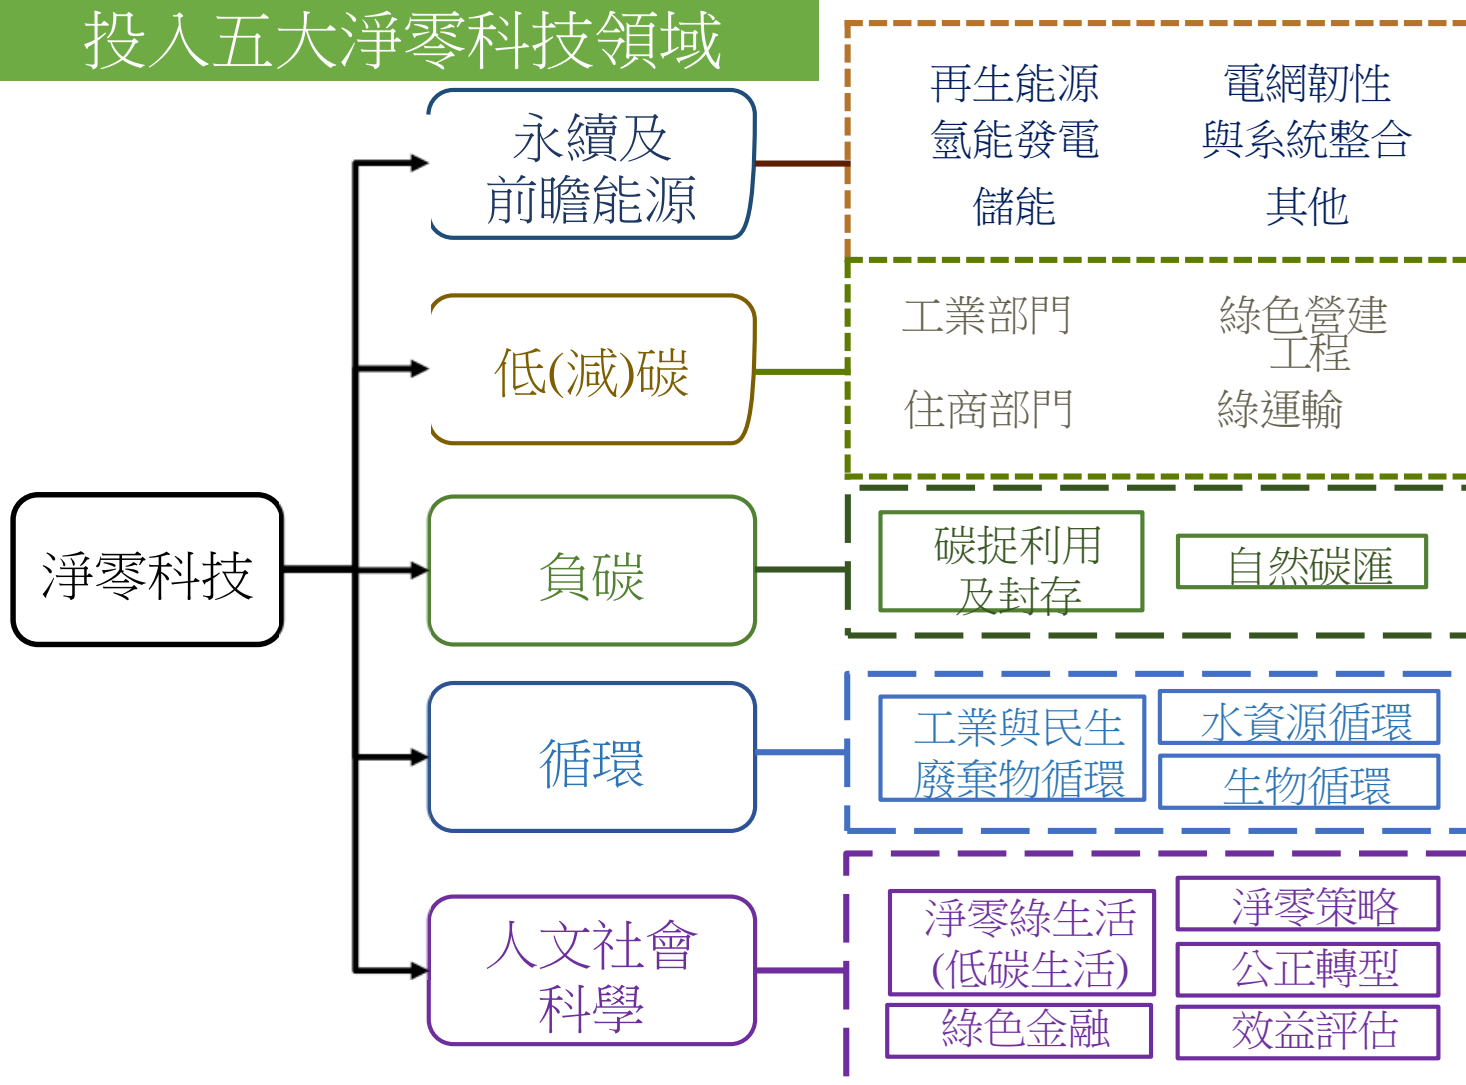 投入五大淨零科技領域
淨零科技
永續及
前瞻能源
再生能源
氫能發電
儲能
電網韌性
與系統整合
其他
低(減)碳
工業部門
住商部門
綠色營建
工程
綠運輸
負碳
碳捉利用
及封存
自然碳匯
循環
工業與民生
廢棄物循環
水資源循環
生物循環
人文社會
科學
淨零綠生活
(低碳生活)
綠色金融
淨零策略
公正轉型
效益評估